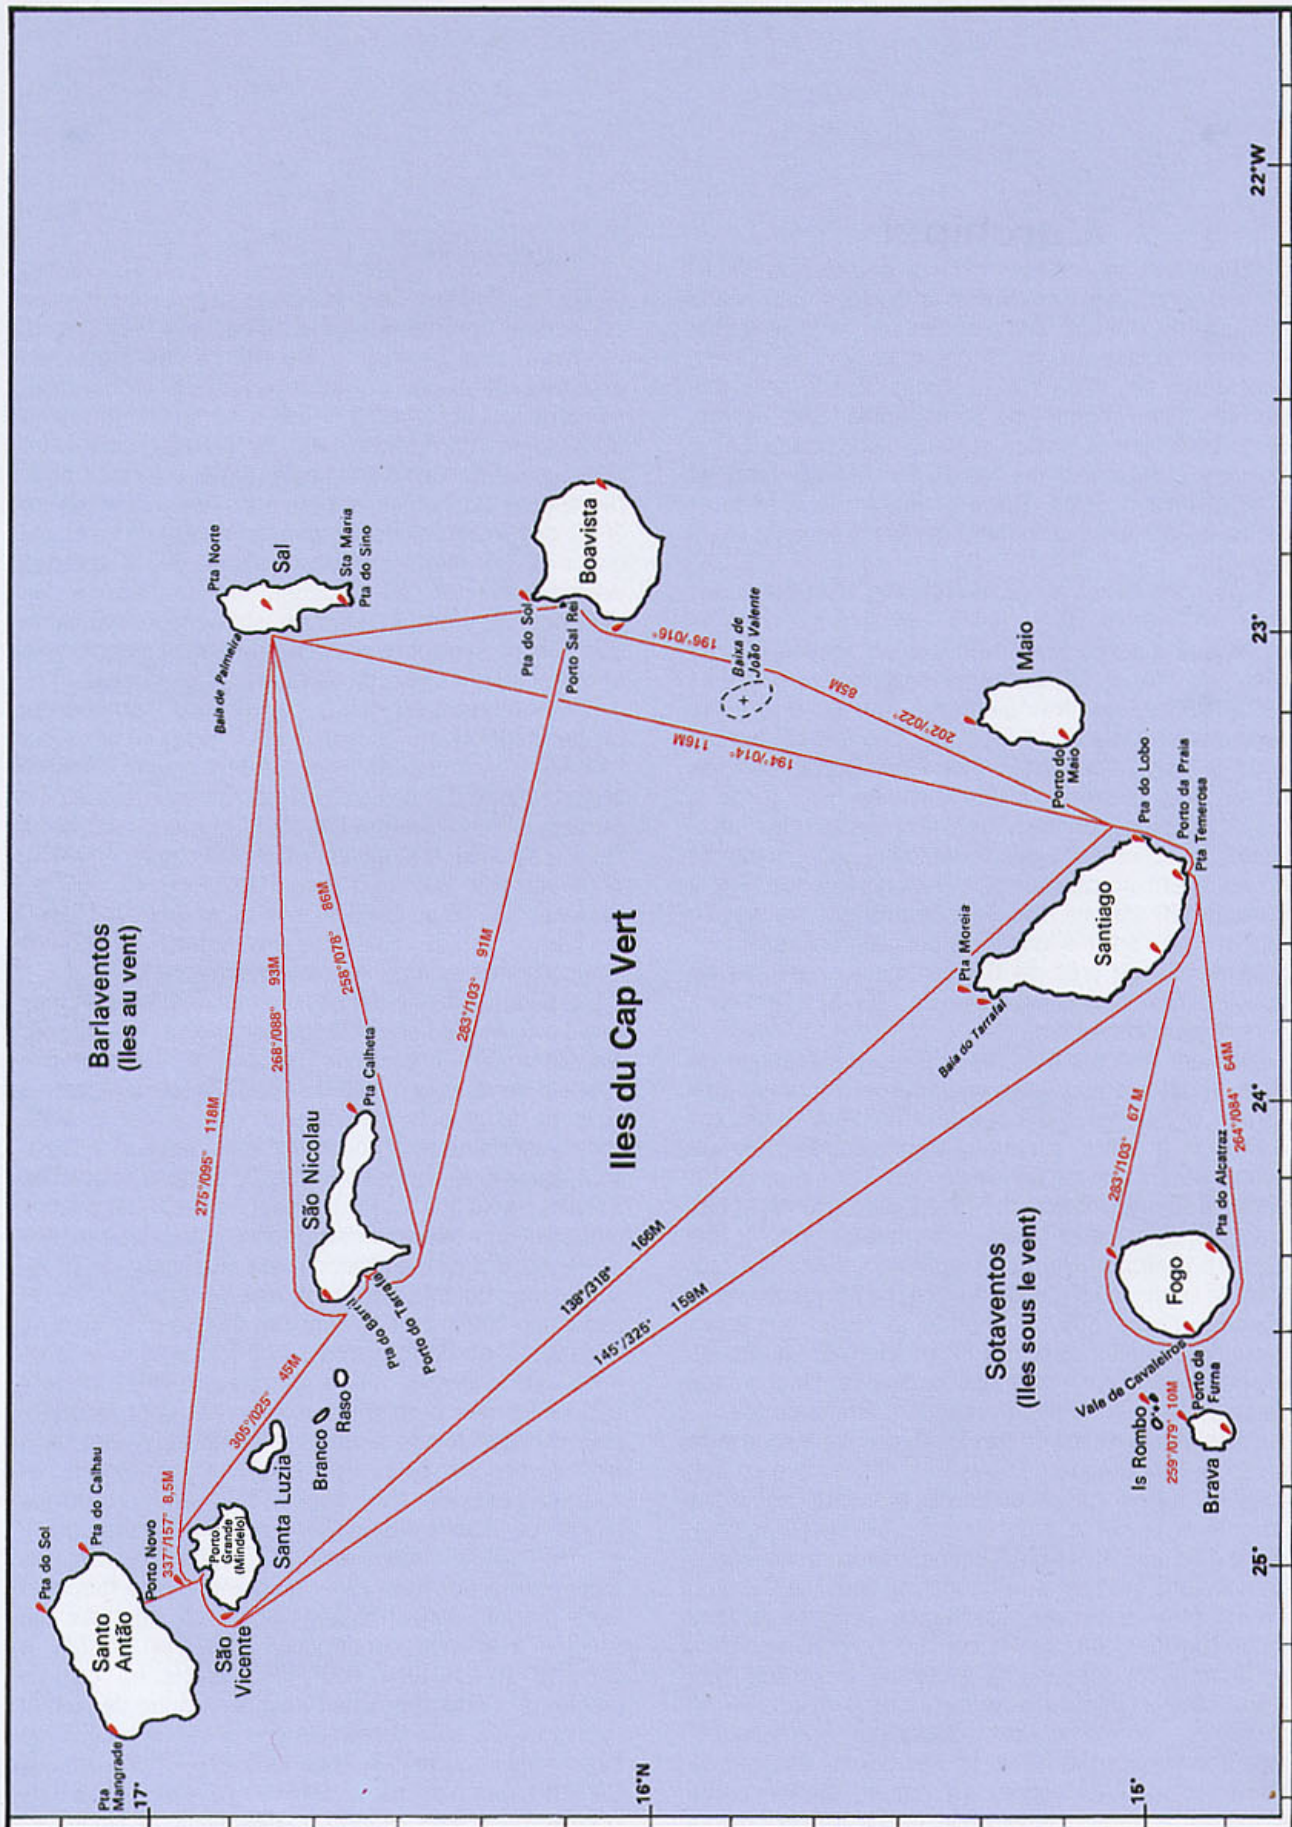 Pta do Sol
Pta do Calhau
Santo
Antão
Pta
Mangrade
17°
Porto Novo
337°/157° 8,5M
Porto
Grande
(Mindelo)
São
Vicente
Santa Luzia
Branco
Raso
305°/025° 45M
Barlaventos
(Iles au vent)
275°/095° 118M
268°/088° 93M
258°/078° 86M
283°/103° 91M
São Nicolau
Pta Calheta
Pta do Barril
Porto do Tarrafal
Pta Norte
Sal
Baia de Palmeira
Sta Maria
Pta do Sino
Pta do Sol
Porto Sal Rei
Boavista
Iles du Cap Vert
196°/016°
Baixa de
João Valente
85M
202°/022°
116M 194°/014°
16°N
138°/318° 166M
145°/325° 159M
Maio
Porto do
Maio
Pta do Lobo
Porto da Praia
Pta Temerosa
Santiago
Pta Moreia
Baia do Tarrafal
Sotaventos
(Iles sous le vent)
283°/103° 67 M
264°/084° 64M
Pta do Alcatraz
Fogo
Vale de Cavaleiros
Is Rombo
259°/079° 10M
Porto da
Furna
Brava
15°
25°
24°
23°
22°W